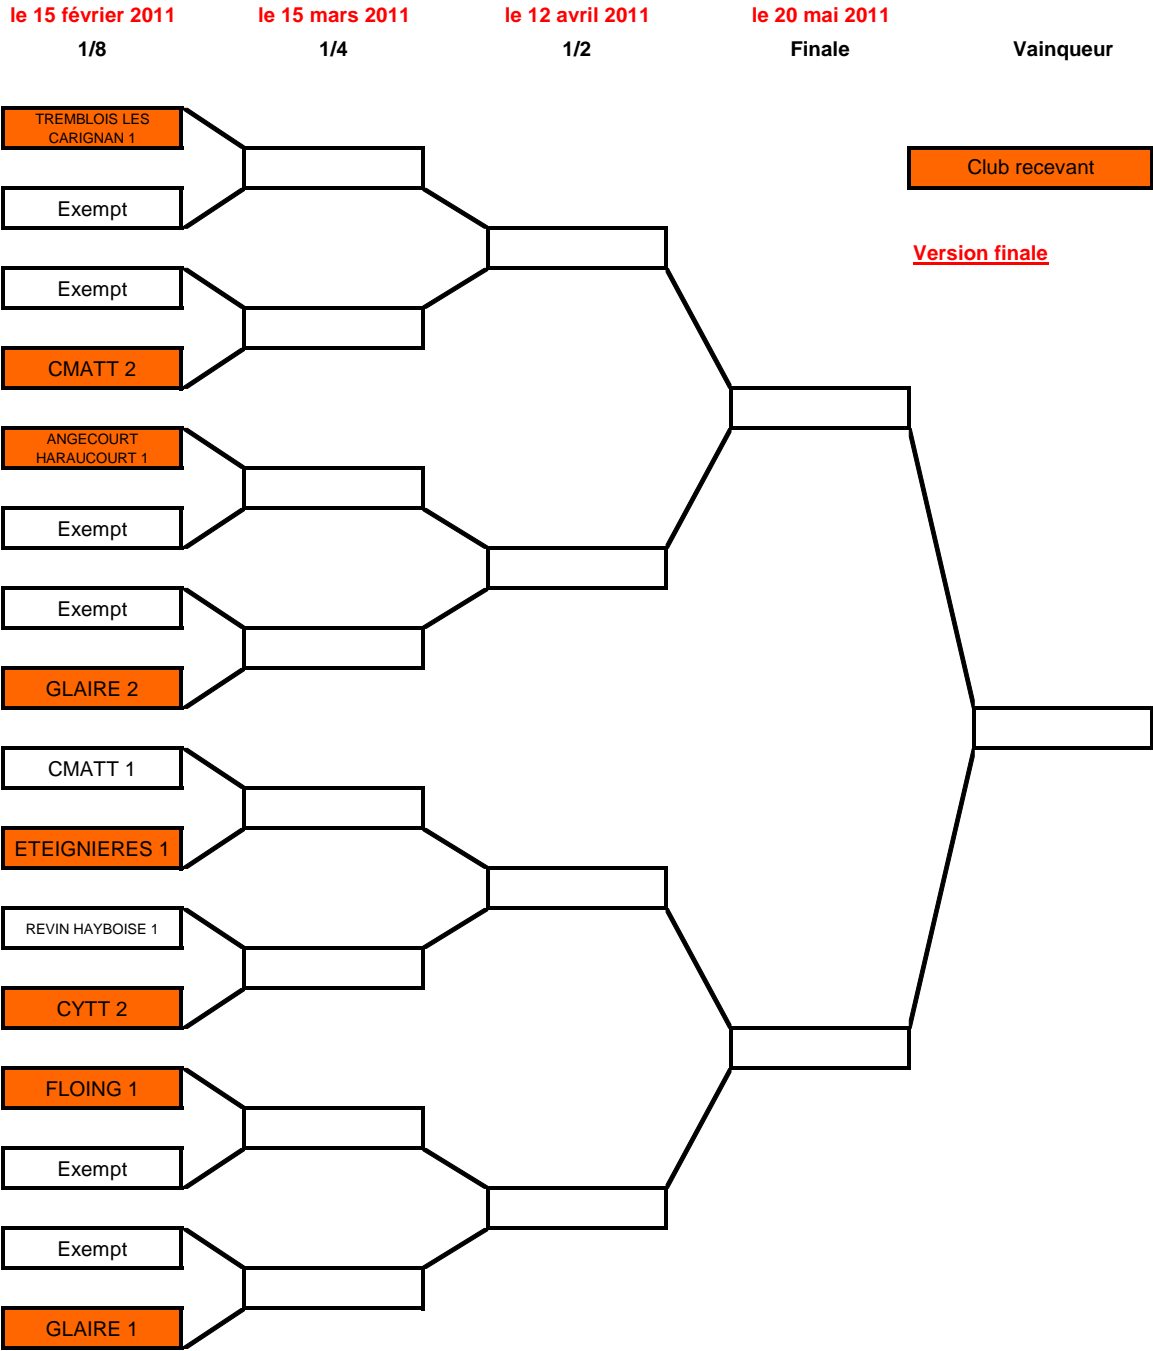 le 15 février 2011
le 15 mars 2011
le 12 avril 2011
le 20 mai 2011
1/8
1/4
1/2
Finale
Vainqueur
TREMBLOIS LES
CARIGNAN 1
Club recevant
Exempt
Version finale
Exempt
CMATT 2
ANGECOURT
HARAUCOURT 1
Exempt
Exempt
GLAIRE 2
CMATT 1
ETEIGNIERES 1
REVIN HAYBOISE 1
CYTT 2
FLOING 1
Exempt
Exempt
GLAIRE 1